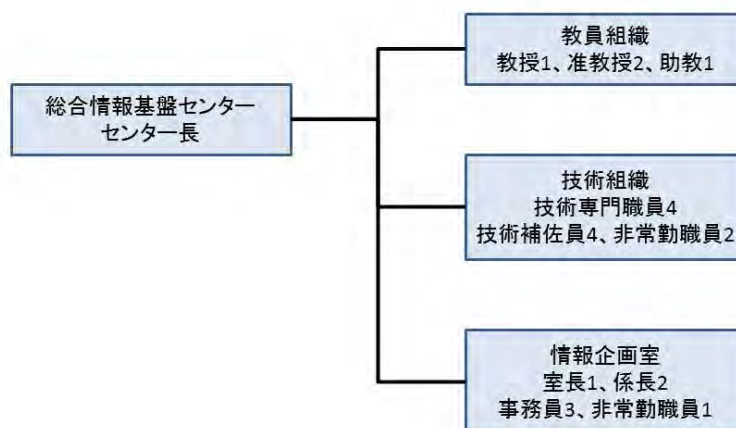 総合情報基盤センター
センター長
教員組織
教授1、准教授2、助教1
技術組織
技術専門職員4
技術補佐員4、非常勤職員2
情報企画室
室長1、係長2
事務員3、非常勤職員1